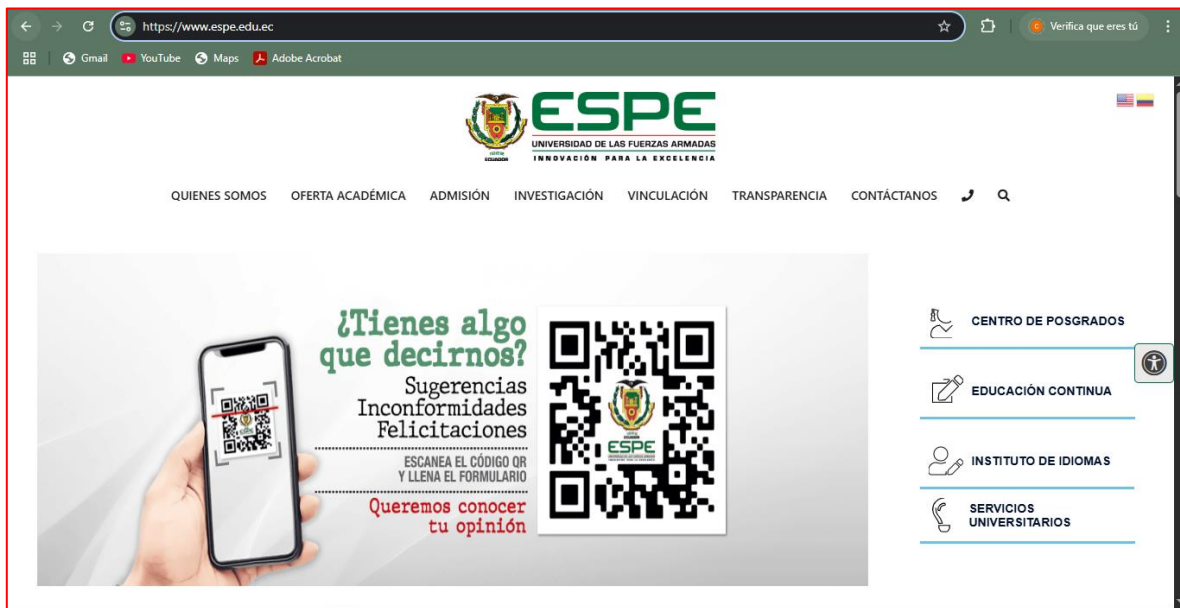 https://www.espe.edu.ec
Verifica que eres tú
Gmail YouTube Maps Adobe Acrobat
ESPE
UNIVERSIDAD DE LAS FUERZAS ARMADAS
INNOVACIÓN PARA LA EXCELENCIA
ECUADOR
QUIENES SOMOS OFERTA ACADÉMICA ADMISIÓN INVESTIGACIÓN VINCULACIÓN TRANSPARENCIA CONTÁCTANOS
¿Tienes algo
que decirnos?
Sugerencias
Inconformidades
Felicitaciones
ESCANEA EL CÓDIGO QR
Y LLENA EL FORMULARIO
Queremos conocer
tu opinión
ESPE
CENTRO DE POSGRADOS
EDUCACIÓN CONTINUA
INSTITUTO DE IDIOMAS
SERVICIOS
UNIVERSITARIOS